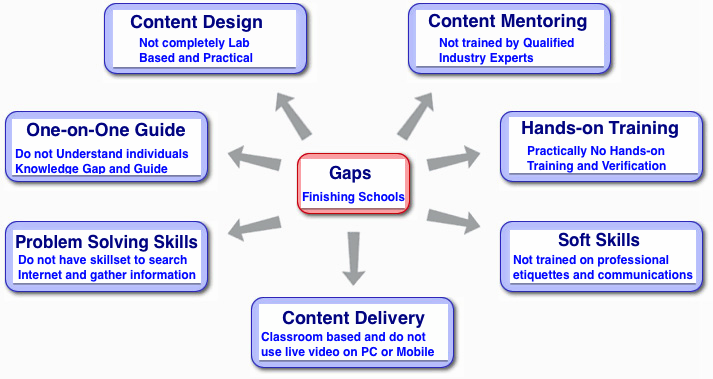 Content Design
Not completely Lab
Based and Practical
Content Mentoring
Not trained by Qualified
Industry Experts
One-on-One Guide
Do not Understand individuals
Knowledge Gap and Guide
Hands-on Training
Practically No Hands-on
Training and Verification
Gaps
Finishing Schools
Problem Solving Skills
Do not have skillset to search
Internet and gather information
Soft Skills
Not trained on professional
etiquettes and communications
Content Delivery
Classroom based and do not
use live video on PC or Mobile